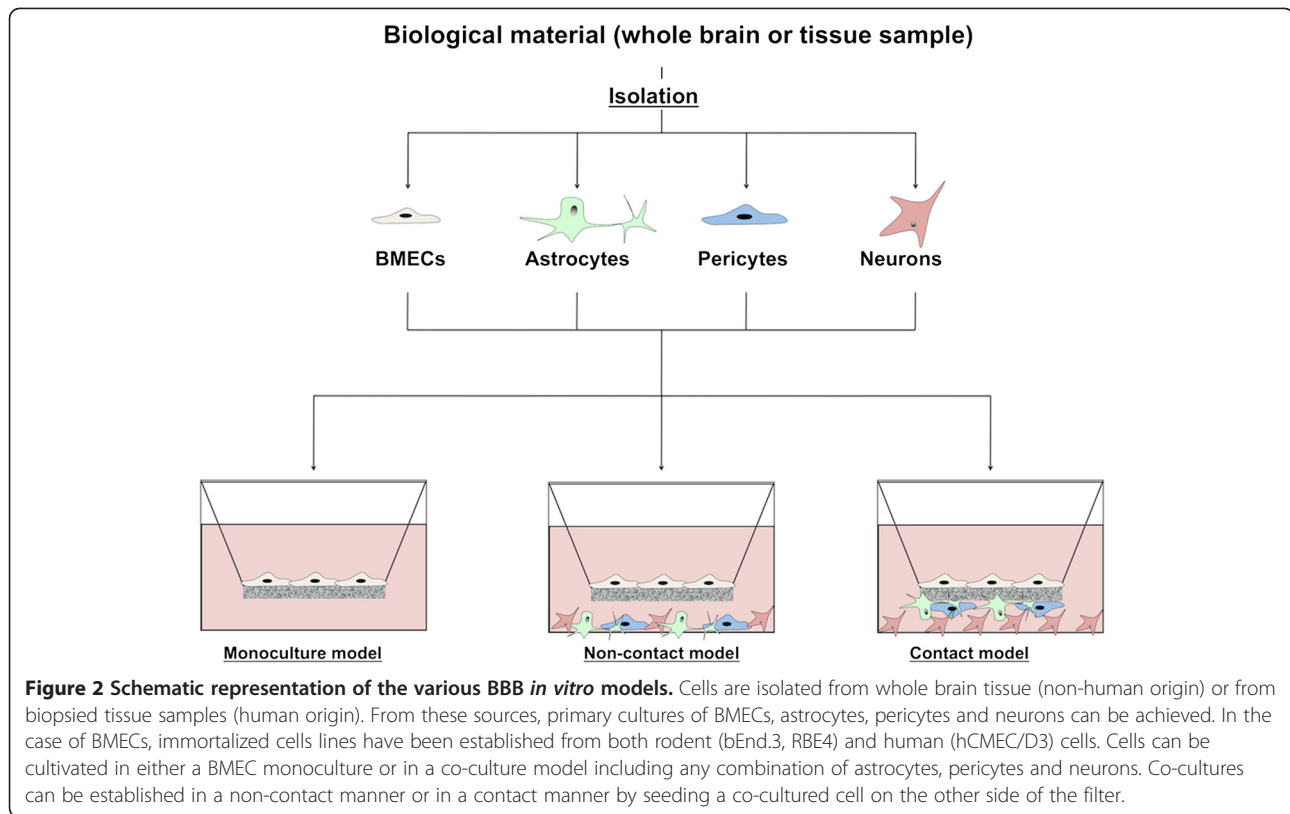 Biological material (whole brain or tissue sample)
Isolation
BMECs Astrocytes Pericytes Neurons
Monoculture model Non-contact model Contact model
Figure 2 Schematic representation of the various BBB in vitro models. Cells are isolated from whole brain tissue (non-human origin) or from
biopsied tissue samples (human origin). From these sources, primary cultures of BMECs, astrocytes, pericytes and neurons can be achieved. In the
case of BMECs, immortalized cells lines have been established from both rodent (bEnd.3, RBE4) and human (hCMEC/D3) cells. Cells can be
cultivated in either a BMEC monoculture or in a co-culture model including any combination of astrocytes, pericytes and neurons. Co-cultures
can be established in a non-contact manner or in a contact manner by seeding a co-cultured cell on the other side of the filter.